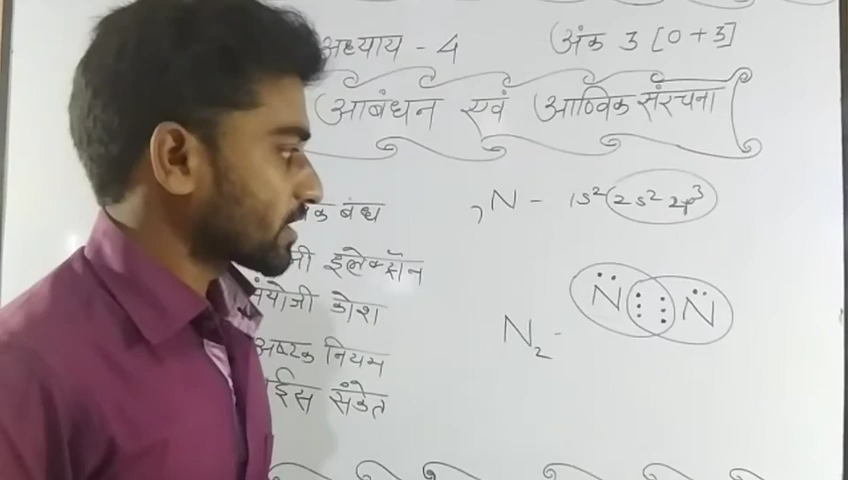 अध्याय - 4 अंक 3 [0+3]
आबंधन एवं आण्विक संरचना
बंध
इलेक्ट्रॉन
कोश
अष्टक नियम
संकेत
7N - 1s² 2s² 2p³
N₂ - N N